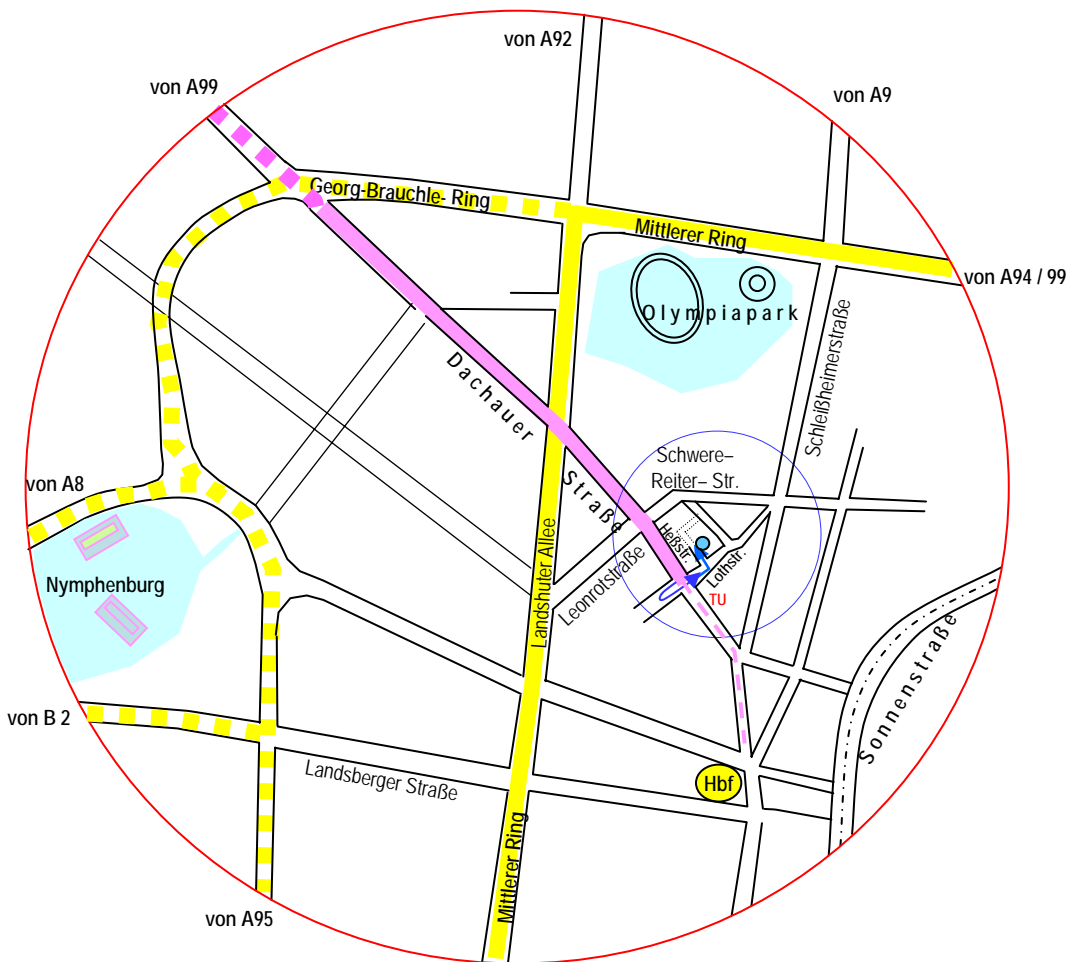 von A92
von A99
von A9
Georg-Brauchle- Ring
Mittlerer Ring
von A94 / 99
Olympiapark
Schleißheimerstraße
Dachauer
Straße
Schwere–
Reiter– Str.
von A8
Heßstr.
Lothstr.
Landshuter Allee
Leonrotstraße
Nymphenburg
TU
Sonnenstraße
von B 2
Landsberger Straße
Hbf
Mittlerer Ring
von A95